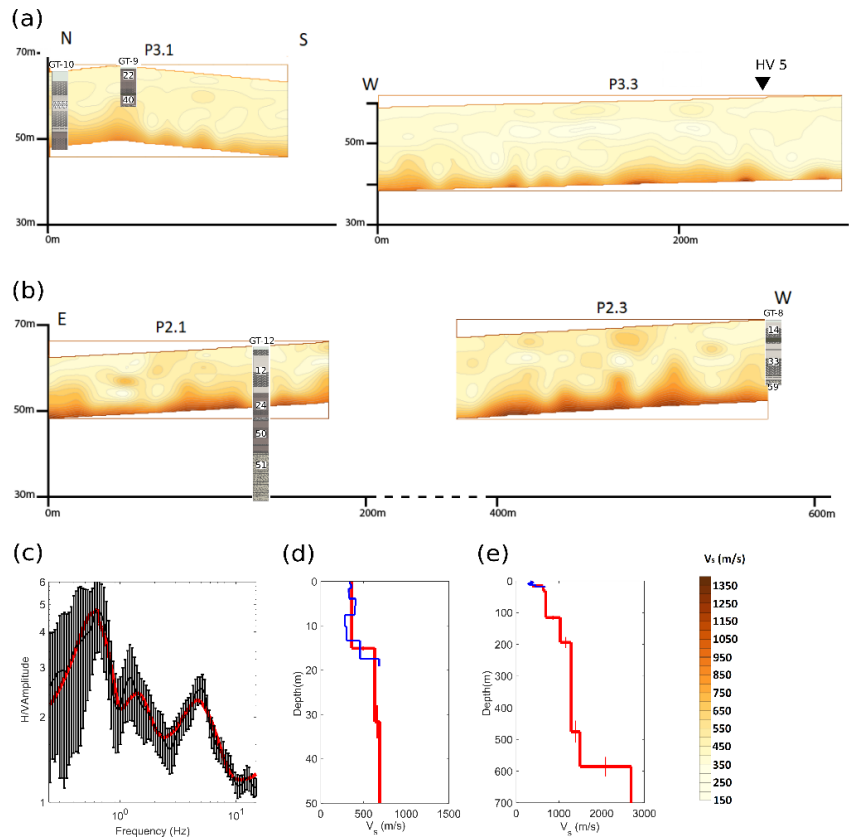 (a)
N P3.1 S
70m
GT-10 GT-9
22
40
50m
30m
0m
HV 5
W P3.3
50m
30m
0m 200m
(b)
E P2.1
70m
GT-12
12
24
50
51
50m
30m
0m 200m
P2.3 W
GT-8
14
33
59
400m 600m
(c)
H/VAmplitude
6
5
4
3
2
1
10⁰ 10¹
Frequency (Hz)
(d)
Depth(m)
0
10
20
30
40
50
0 500 1500
Vs (m/s)
(e)
Depth(m)
0
100
200
300
400
500
600
700
0 1000 2000 3000
Vs (m/s)
Vs (m/s)
1350
1250
1150
1050
950
850
750
650
550
450
350
250
150